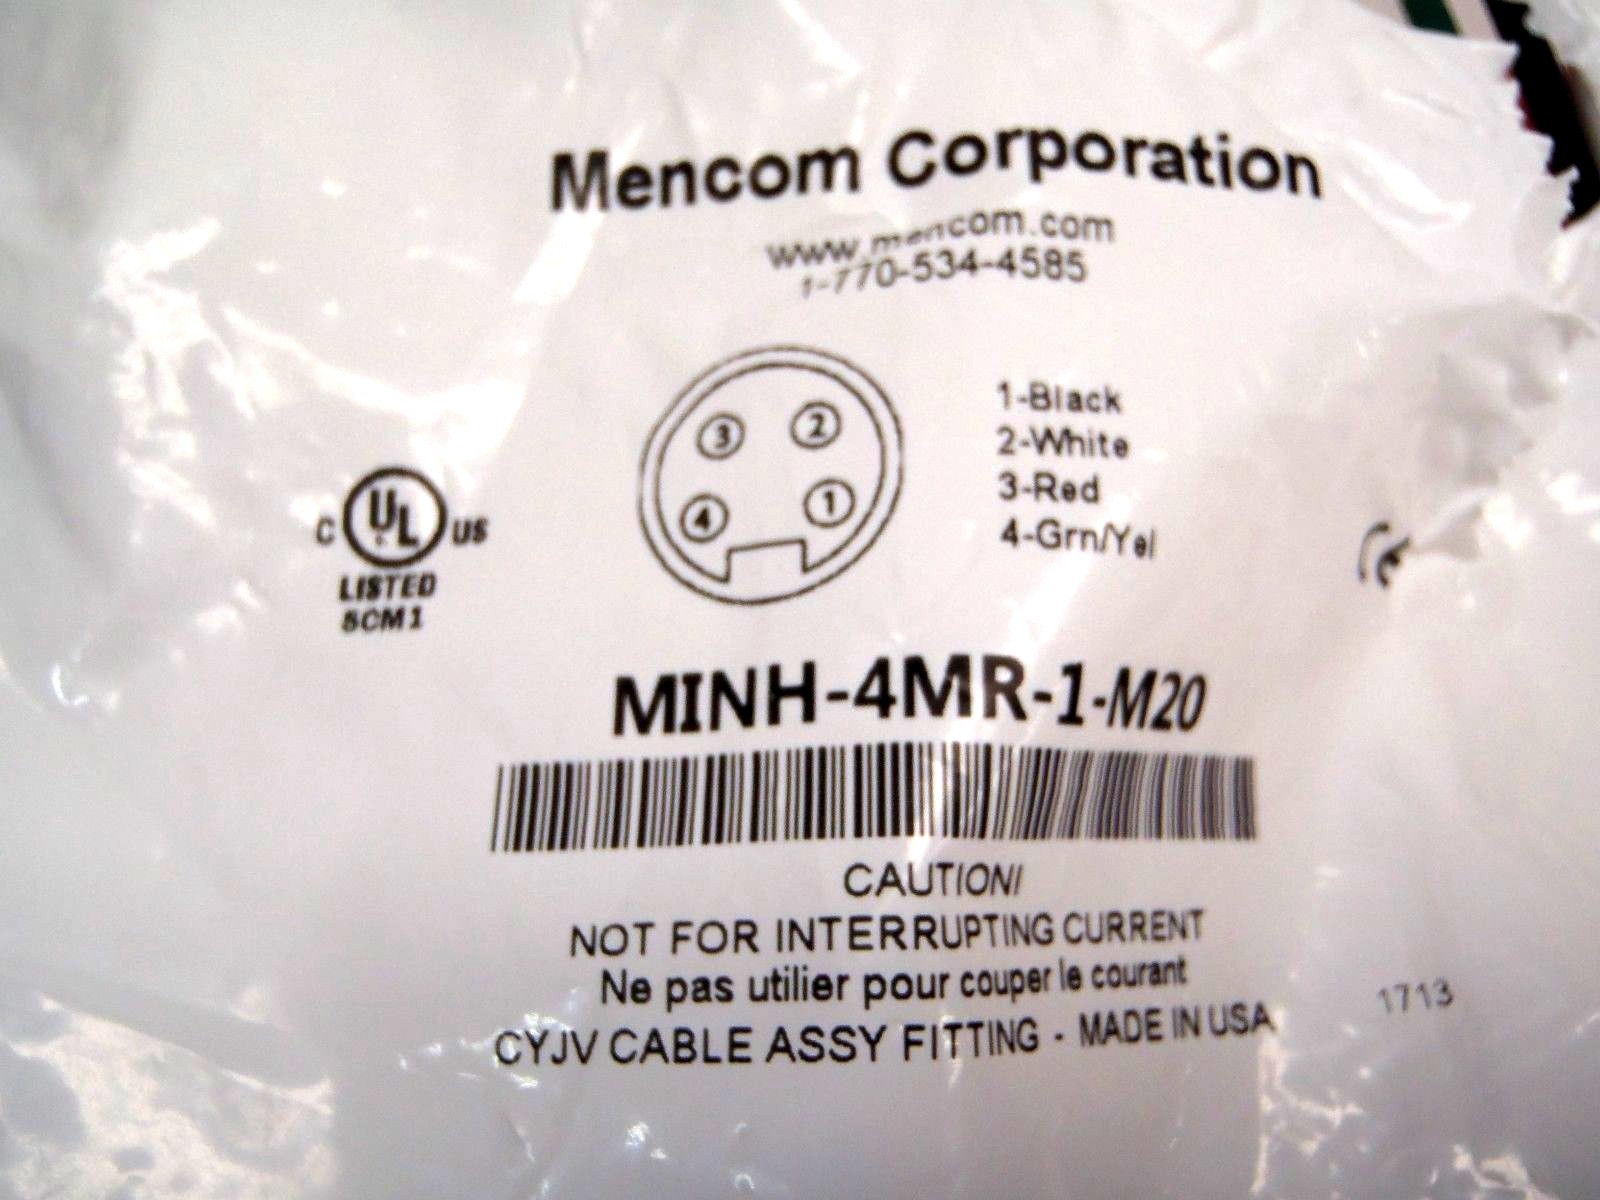 Mencom Corporation
www.mencom.com
1-770-534-4585
3 2
4 1
1-Black
2-White
3-Red
4-Grn/Yel
C UL US
LISTED
5CM1
CE
MINH-4MR-1-M20
CAUTION!
NOT FOR INTERRUPTING CURRENT
Ne pas utilier pour couper le courant
CYJV CABLE ASSY FITTING - MADE IN USA
1713